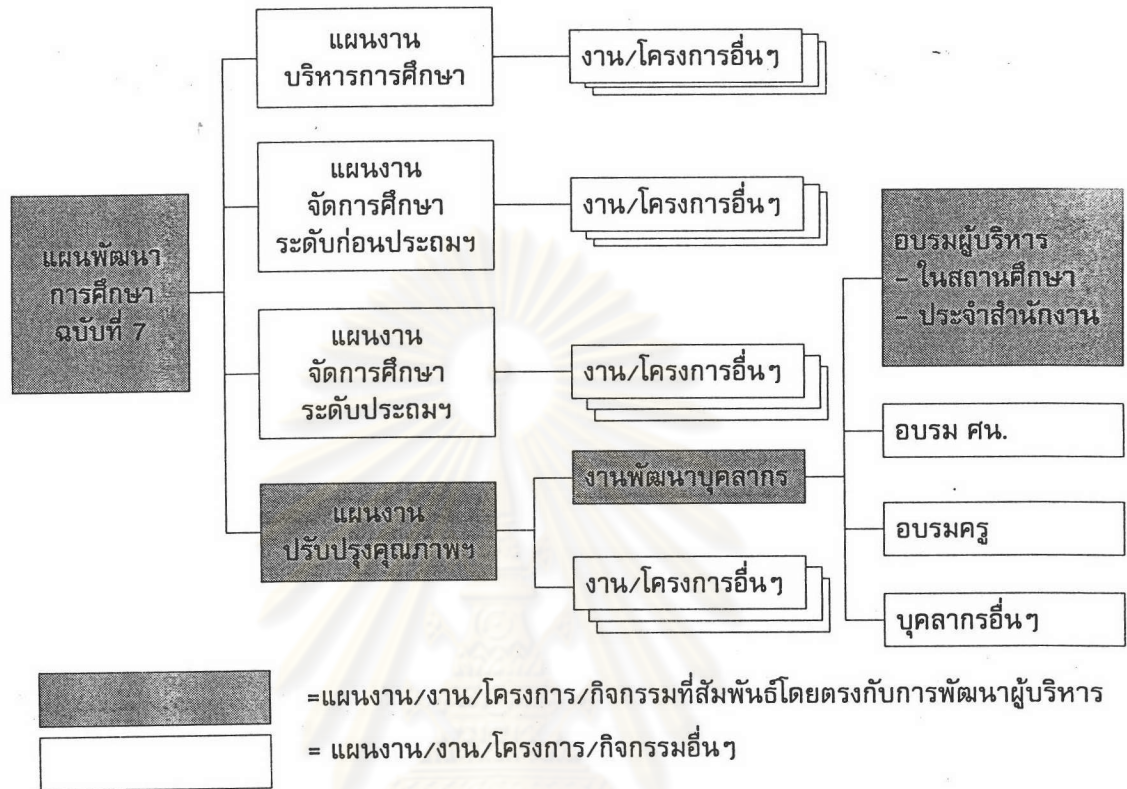 แผนงาน
บริหารการศึกษา
งาน/โครงการอื่นๆ
แผนงาน
จัดการศึกษา
ระดับก่อนประถมฯ
งาน/โครงการอื่นๆ
แผนพัฒนา
การศึกษา
ฉบับที่ 7
อบรมผู้บริหาร
- ในสถานศึกษา
- ประจำสำนักงาน
แผนงาน
จัดการศึกษา
ระดับประถมฯ
งาน/โครงการอื่นๆ
อบรม ศน.
งานพัฒนาบุคลากร
แผนงาน
ปรับปรุงคุณภาพฯ
อบรมครู
งาน/โครงการอื่นๆ
บุคลากรอื่นๆ
=แผนงาน/งาน/โครงการ/กิจกรรมที่สัมพันธ์โดยตรงกับการพัฒนาผู้บริหาร
= แผนงาน/งาน/โครงการ/กิจกรรมอื่นๆ